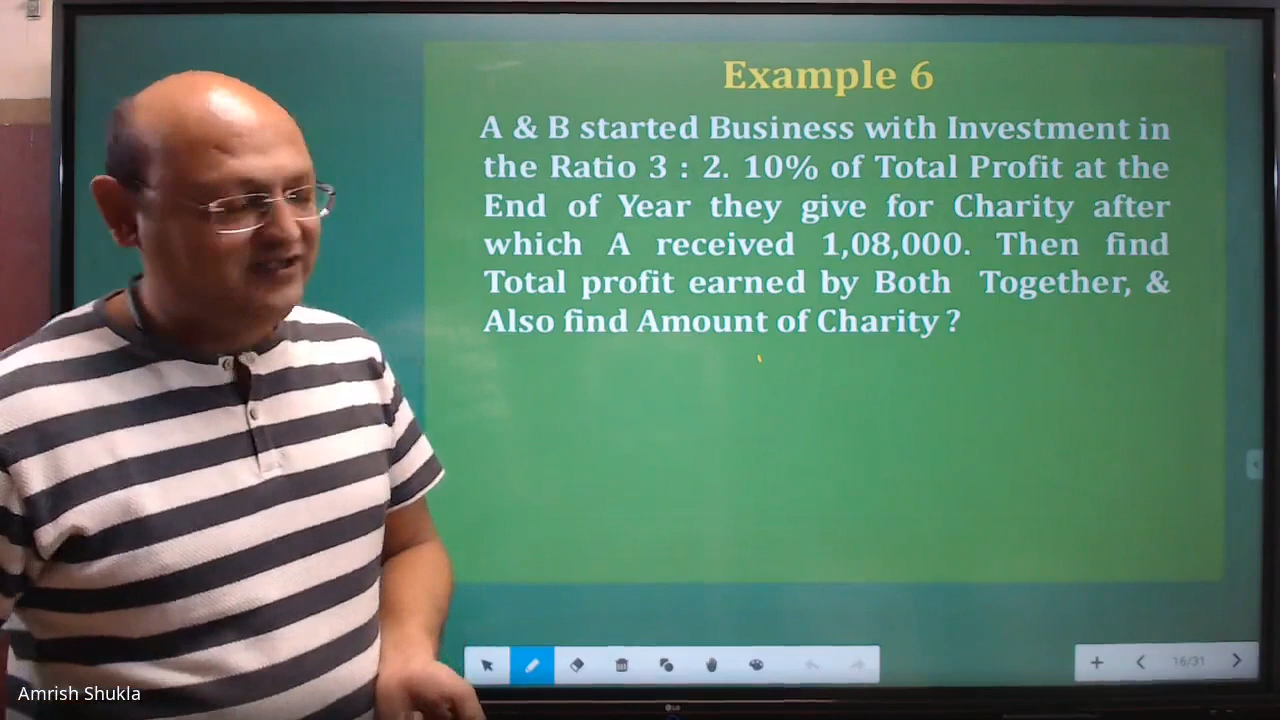 Example 6
A & B started Business with Investment in
the Ratio 3 : 2. 10% of Total Profit at the
End of Year they give for Charity after
which A received 1,08,000. Then find
Total profit earned by Both Together, &
Also find Amount of Charity ?
16/31
LG
Amrish Shukla